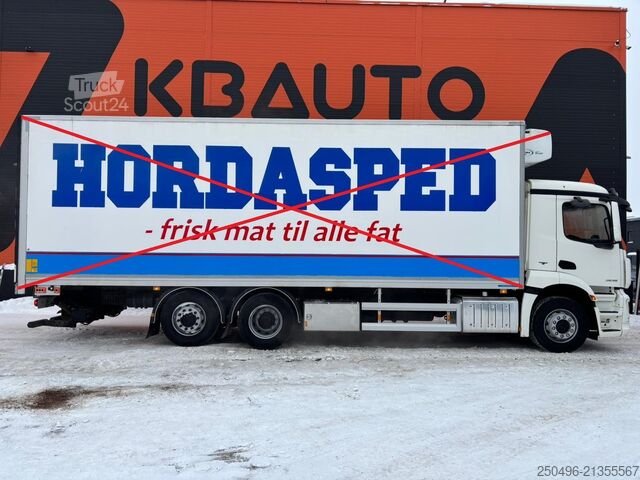 KBAUTO
Truck
Scout24
HORDASPED
- frisk mat til alle fat
250496-21355567